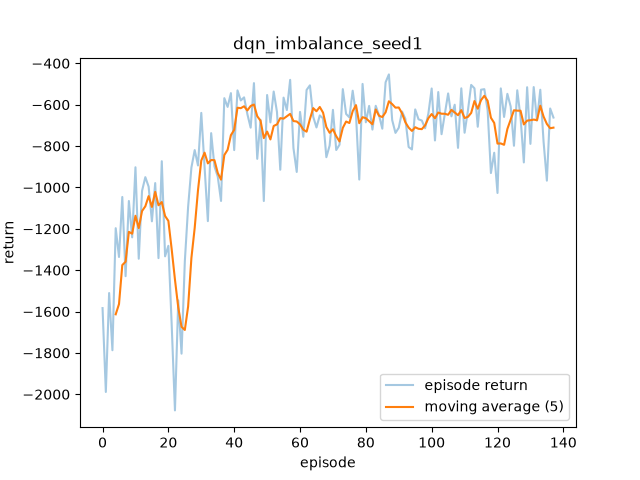 dqn_imbalance_seed1
−400
−600
−800
−1000
−1200
−1400
−1600
−1800
−2000
return
0 20 40 60 80 100 120 140
episode
episode return
moving average (5)